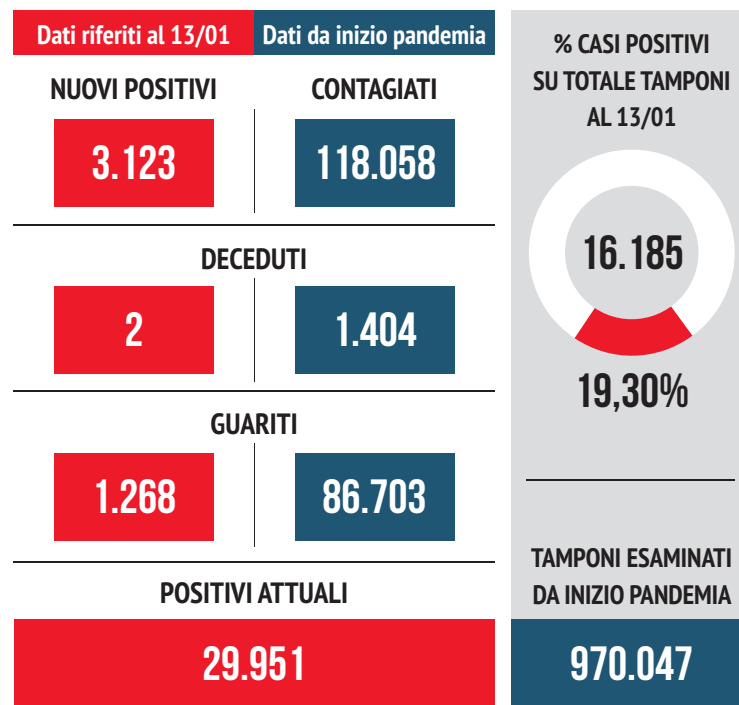 Dati riferiti al 13/01
Dati da inizio pandemia
NUOVI POSITIVI
CONTAGIATI
3.123
118.058
DECEDUTI
2
1.404
GUARITI
1.268
86.703
POSITIVI ATTUALI
29.951
% CASI POSITIVI
SU TOTALE TAMPONI
AL 13/01
16.185
19,30%
TAMPONI ESAMINATI
DA INIZIO PANDEMIA
970.047